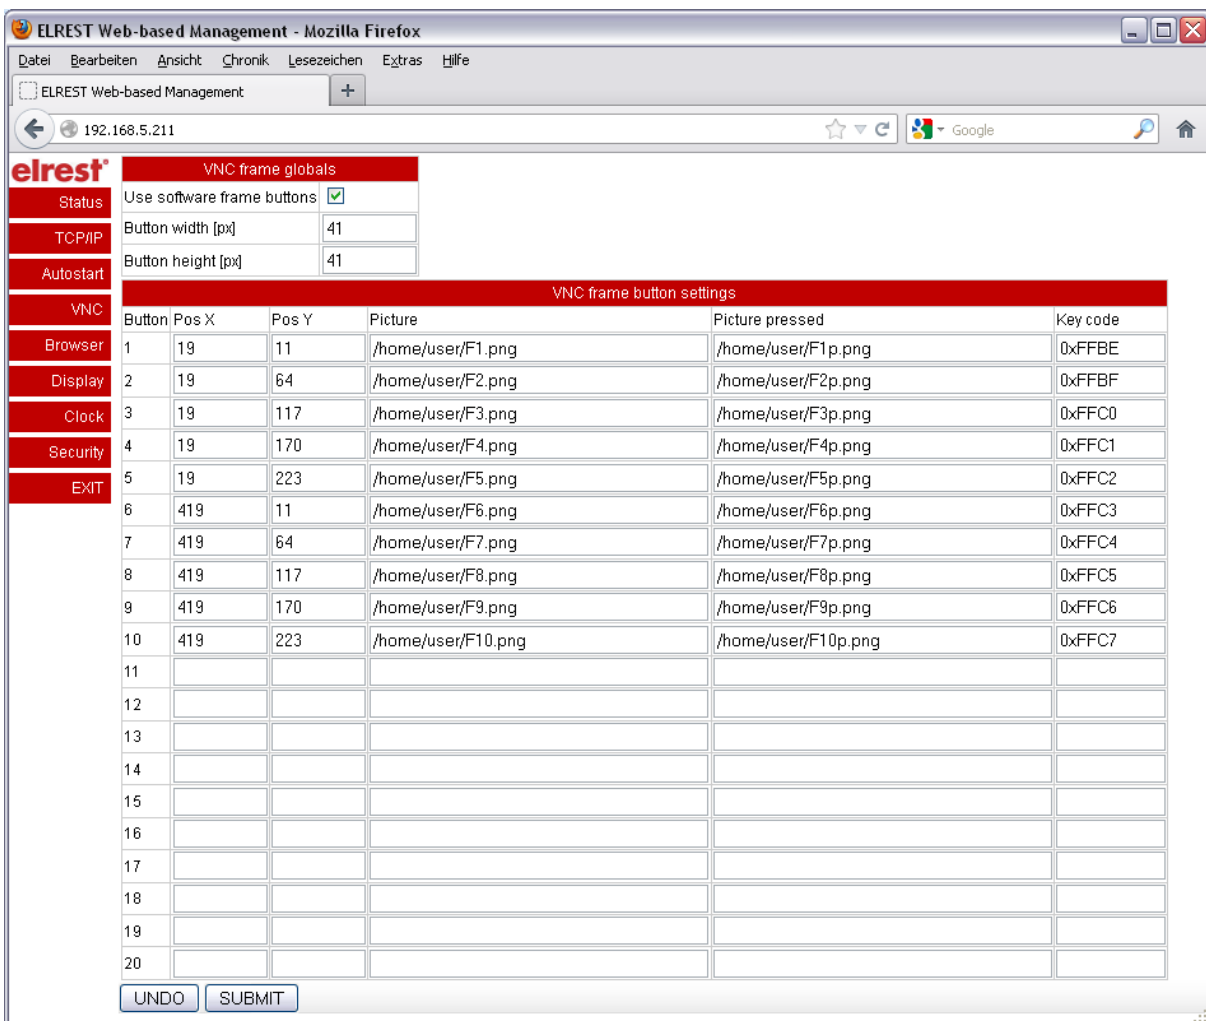 ELREST Web-based Management - Mozilla Firefox
Datei Bearbeiten Ansicht Chronik Lesezeichen Extras Hilfe
ELREST Web-based Management +
192.168.5.211 Google
elrest
Status
TCP/IP
Autostart
VNC
Browser
Display
Clock
Security
EXIT
VNC frame globals
Use software frame buttons
Button width [px] 41
Button height [px] 41
VNC frame button settings
Button Pos X Pos Y Picture Picture pressed Key code
1 19 11 /home/user/F1.png /home/user/F1p.png 0xFFBE
2 19 64 /home/user/F2.png /home/user/F2p.png 0xFFBF
3 19 117 /home/user/F3.png /home/user/F3p.png 0xFFC0
4 19 170 /home/user/F4.png /home/user/F4p.png 0xFFC1
5 19 223 /home/user/F5.png /home/user/F5p.png 0xFFC2
6 419 11 /home/user/F6.png /home/user/F6p.png 0xFFC3
7 419 64 /home/user/F7.png /home/user/F7p.png 0xFFC4
8 419 117 /home/user/F8.png /home/user/F8p.png 0xFFC5
9 419 170 /home/user/F9.png /home/user/F9p.png 0xFFC6
10 419 223 /home/user/F10.png /home/user/F10p.png 0xFFC7
11
12
13
14
15
16
17
18
19
20
UNDO SUBMIT